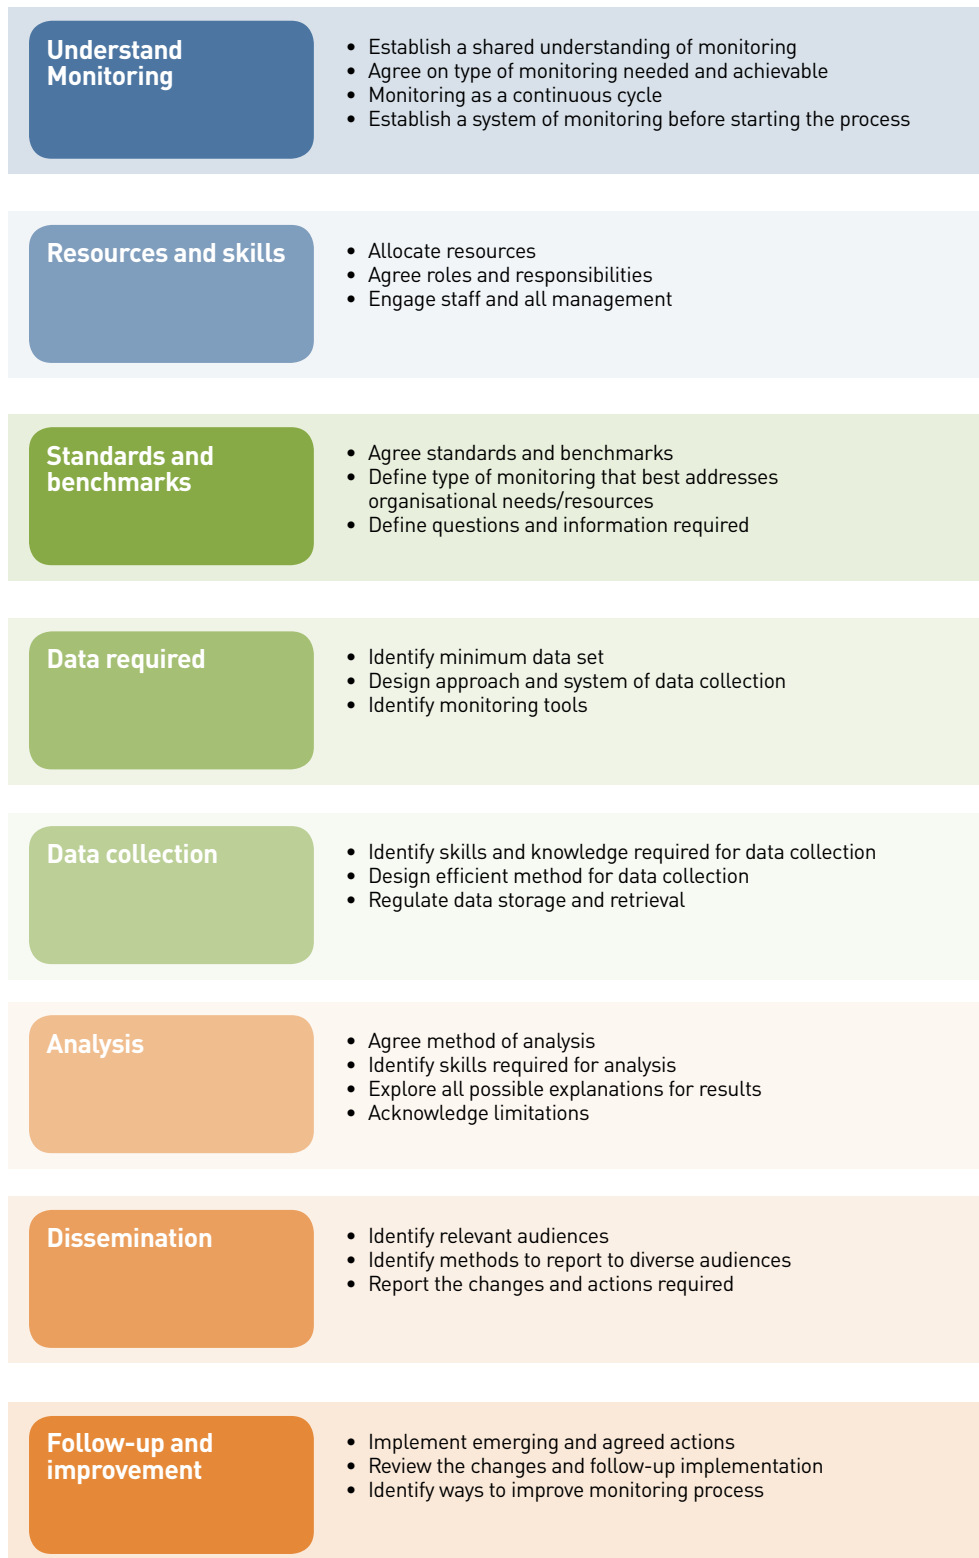 Understand
Monitoring
• Establish a shared understanding of monitoring
• Agree on type of monitoring needed and achievable
• Monitoring as a continuous cycle
• Establish a system of monitoring before starting the process
Resources and skills
• Allocate resources
• Agree roles and responsibilities
• Engage staff and all management
Standards and
benchmarks
• Agree standards and benchmarks
• Define type of monitoring that best addresses
organisational needs/resources
• Define questions and information required
Data required
• Identify minimum data set
• Design approach and system of data collection
• Identify monitoring tools
Data collection
• Identify skills and knowledge required for data collection
• Design efficient method for data collection
• Regulate data storage and retrieval
Analysis
• Agree method of analysis
• Identify skills required for analysis
• Explore all possible explanations for results
• Acknowledge limitations
Dissemination
• Identify relevant audiences
• Identify methods to report to diverse audiences
• Report the changes and actions required
Follow-up and
improvement
• Implement emerging and agreed actions
• Review the changes and follow-up implementation
• Identify ways to improve monitoring process